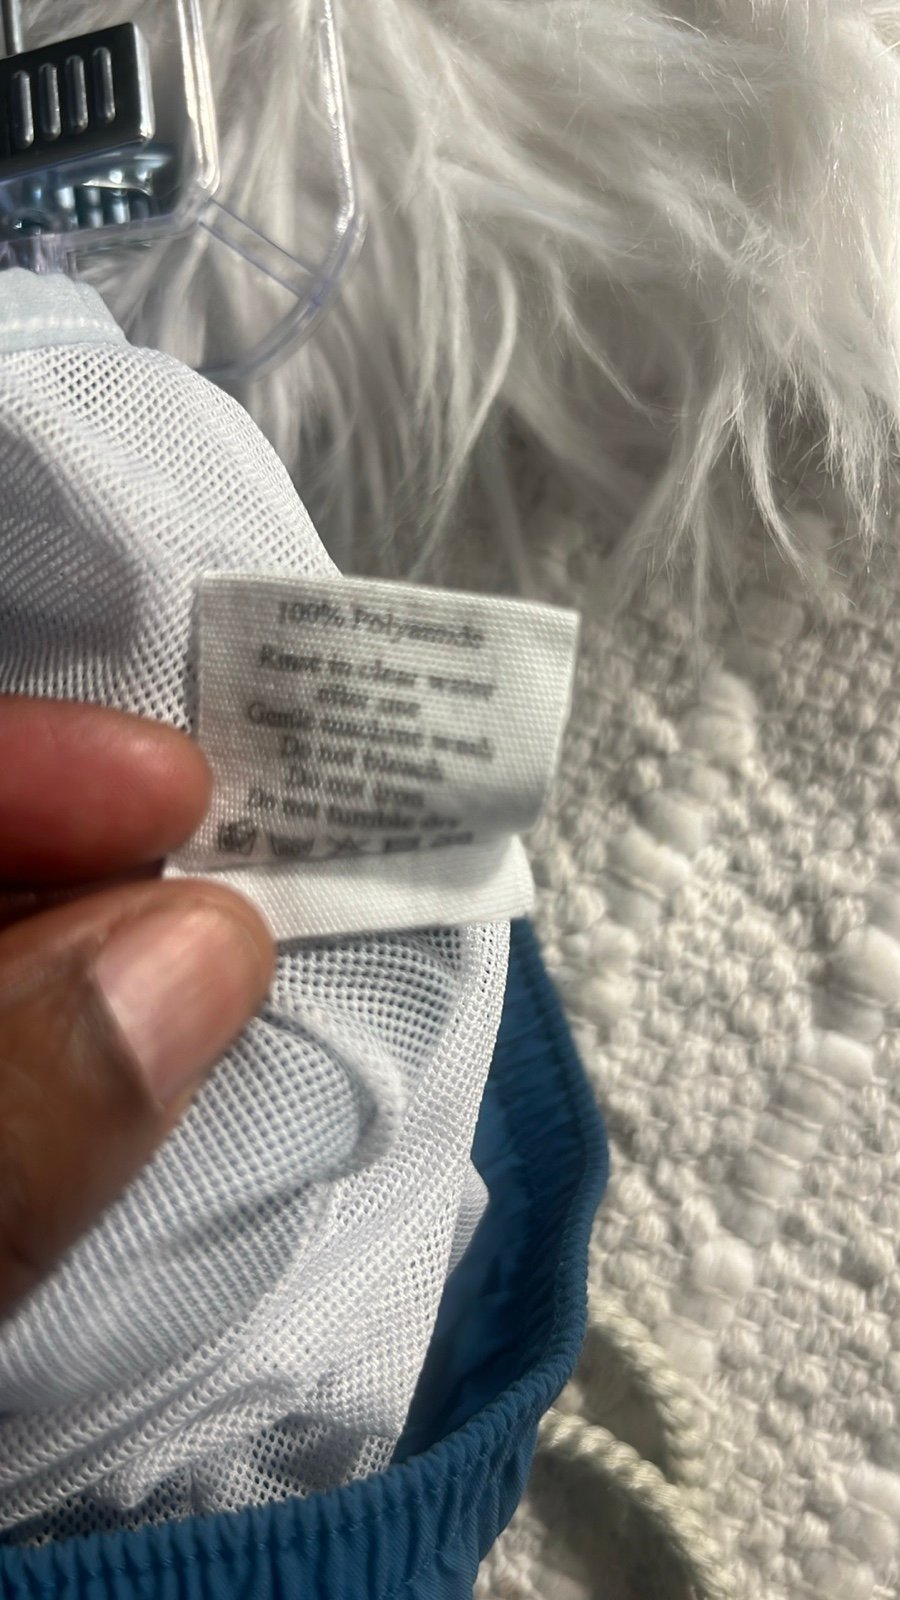 100% Polyamide
Rinse in clear water
after use
Gentle machine wash
Do not bleach
Do not iron
Do not tumble dry